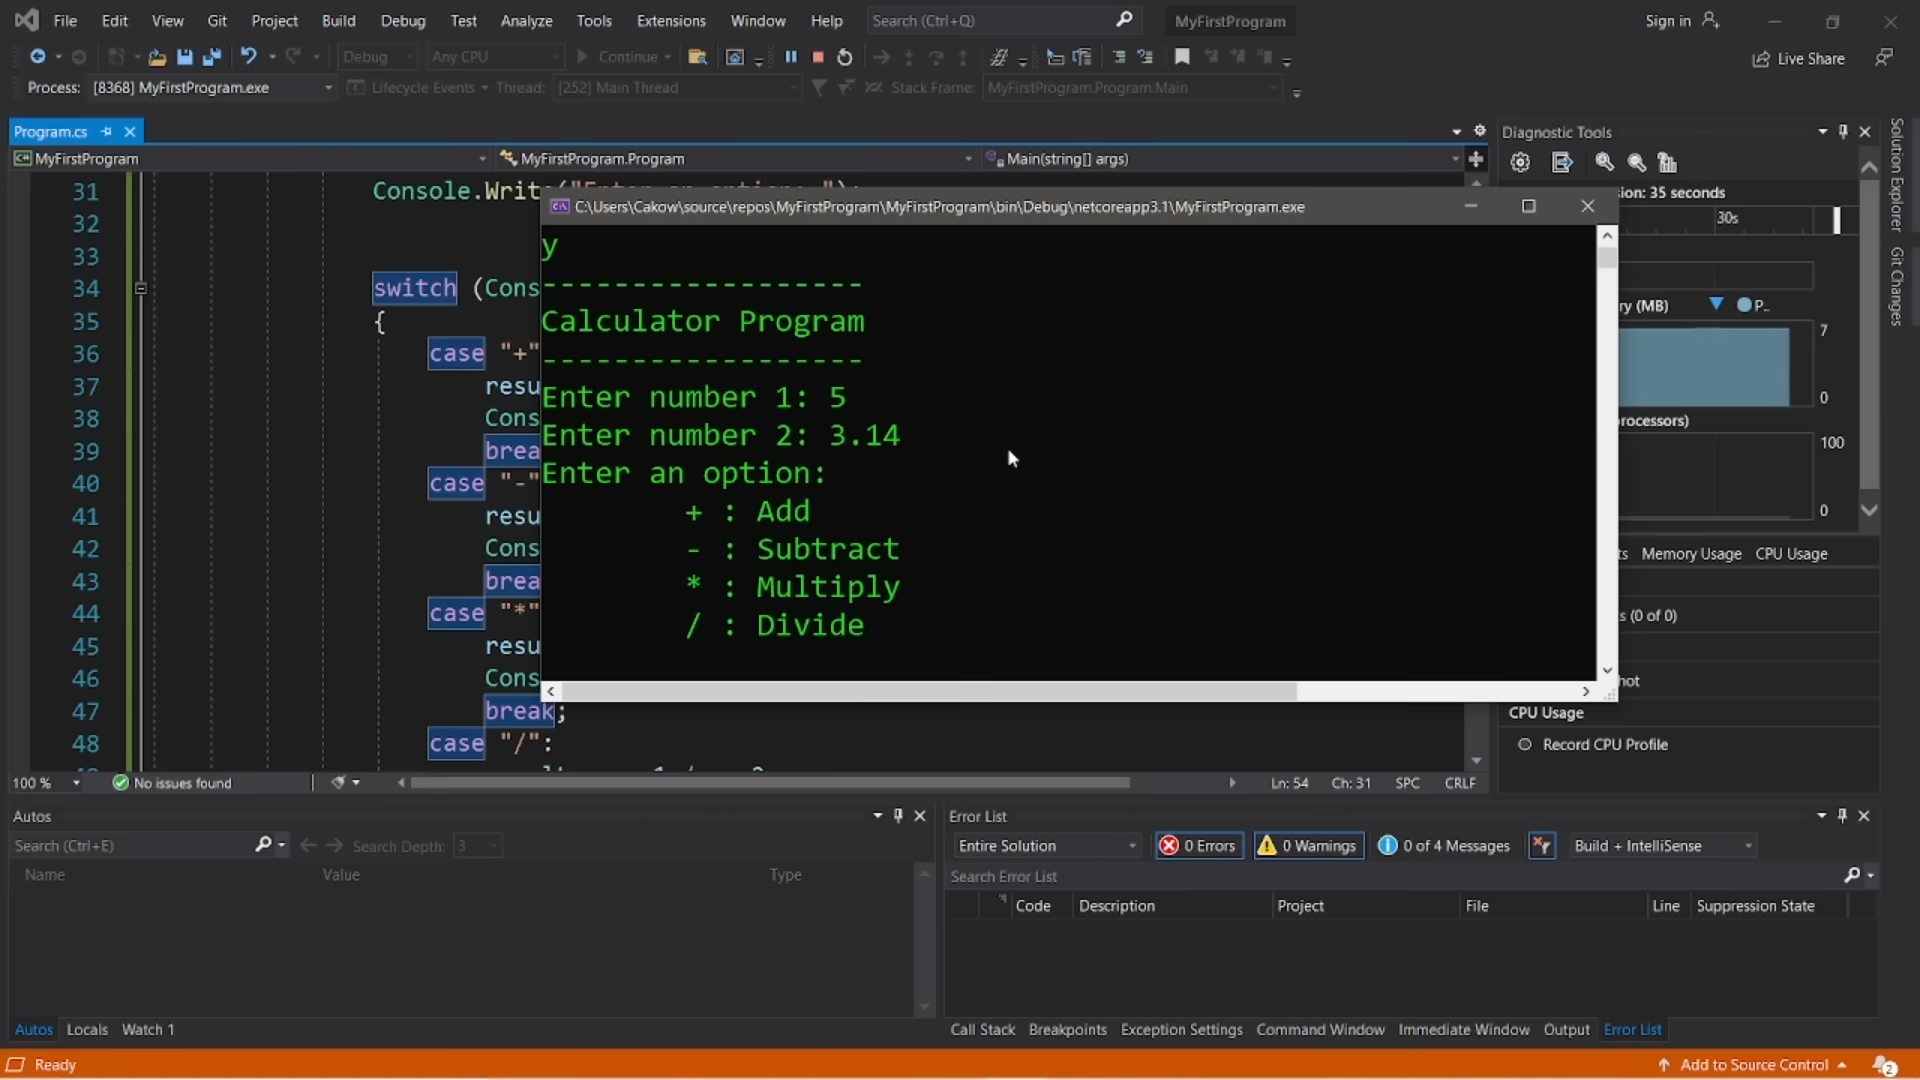 File Edit View Git Project Build Debug Test Analyze Tools Extensions Window Help Search (Ctrl+Q) MyFirstProgram Sign in
Debug Any CPU Continue Live Share
Process: [8368] MyFirstProgram.exe Lifecycle Events Thread: [252] Main Thread Stack Frame: MyFirstProgram.Program.Main
Program.cs
MyFirstProgram MyFirstProgram.Program Main(string[] args)
31 Console.Write("Enter an option: ");
32
33
34 switch (Cons
35 {
36 case "+"
37 resu
38 Cons
39 brea
40 case "-"
41 resu
42 Cons
43 brea
44 case "*"
45 resu
46 Cons
47 break;
48 case "/":
C:\Users\Cakow\source\repos\MyFirstProgram\MyFirstProgram\bin\Debug\netcoreapp3.1\MyFirstProgram.exe
y
------------------
Calculator Program
------------------
Enter number 1: 5
Enter number 2: 3.14
Enter an option:
+ : Add
- : Subtract
* : Multiply
/ : Divide
Diagnostic Tools
ion: 35 seconds
30s
ry (MB) P..
7
0
rocessors)
100
0
ts Memory Usage CPU Usage
s (0 of 0)
hot
CPU Usage
Record CPU Profile
Solution Explorer
Git Changes
100 % No issues found Ln: 54 Ch: 31 SPC CRLF
Autos
Search (Ctrl+E) Search Depth: 3
Name Value Type
Autos Locals Watch 1
Error List
Entire Solution 0 Errors 0 Warnings 0 of 4 Messages Build + IntelliSense
Search Error List
Code Description Project File Line Suppression State
Call Stack Breakpoints Exception Settings Command Window Immediate Window Output Error List
Ready Add to Source Control 2